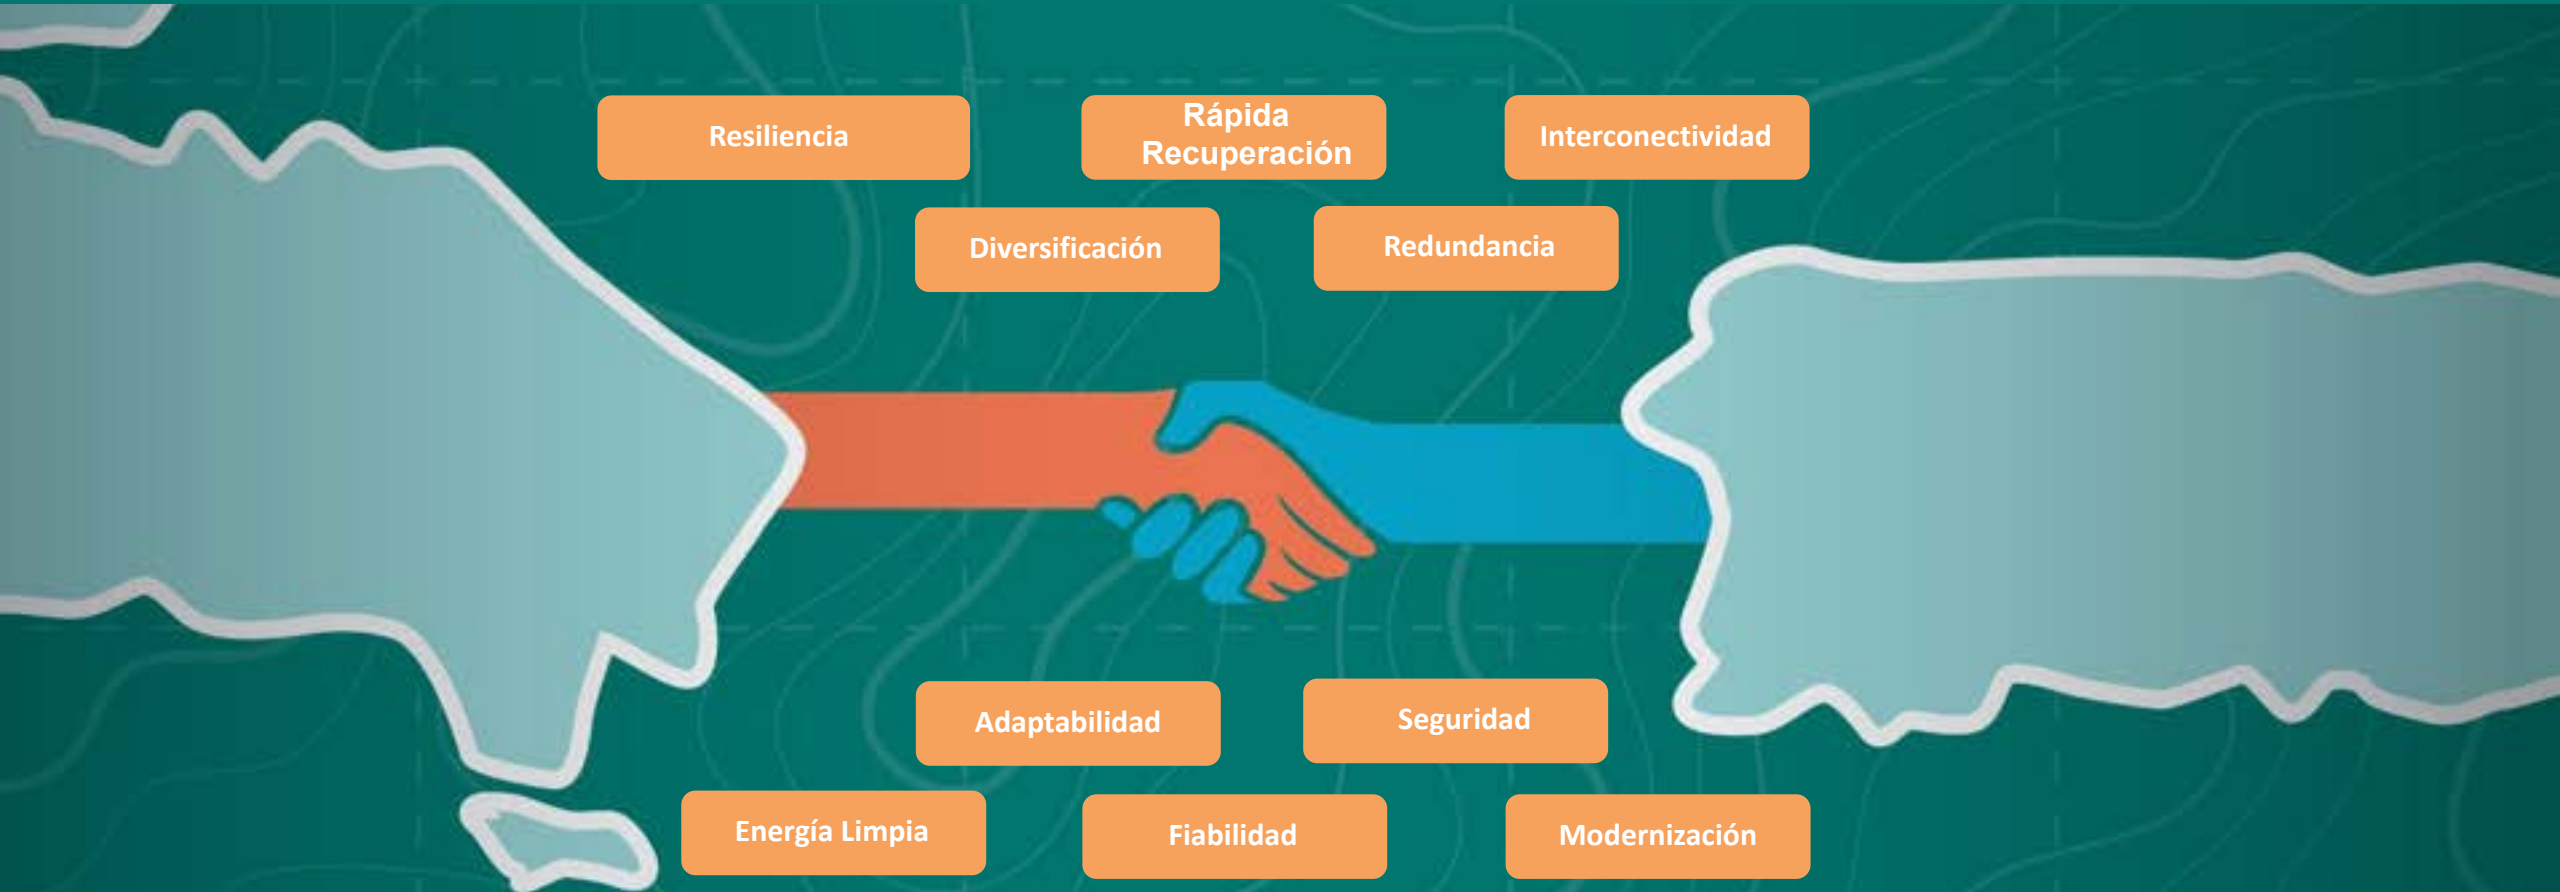 Resiliencia
Rápida
Recuperación
Interconectividad
Diversificación
Redundancia
Adaptabilidad
Seguridad
Energía Limpia
Fiabilidad
Modernización